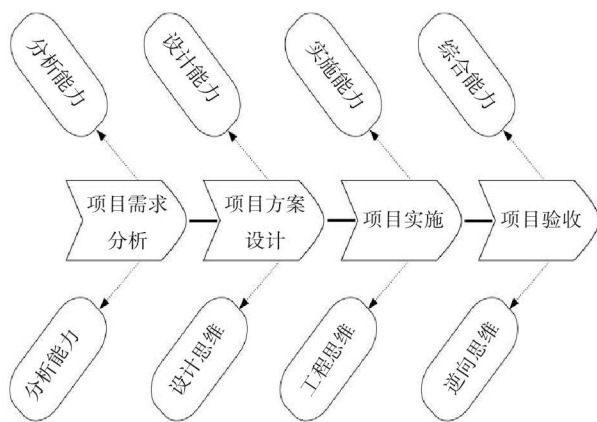 分析能力
设计能力
实施能力
综合能力
项目需求
分析
项目方案
设计
项目实施
项目验收
分析能力
设计思维
工程思维
逆向思维